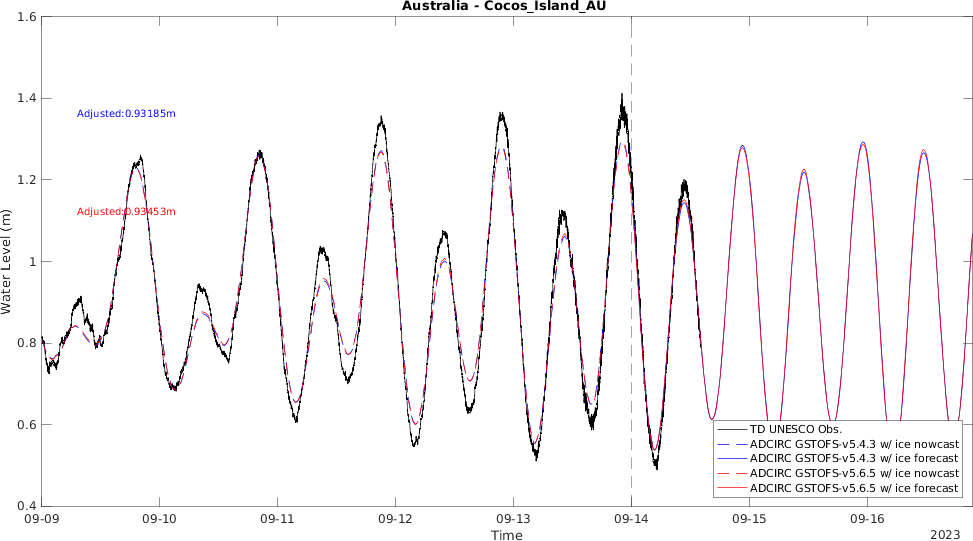 Australia - Cocos_Island_AU
1.6
1.4
1.2
1
0.8
0.6
0.4
Water Level (m)
Adjusted:0.93185m
Adjusted:0.93453m
TD UNESCO Obs.
ADCIRC GSTOFS-v5.4.3 w/ ice nowcast
ADCIRC GSTOFS-v5.4.3 w/ ice forecast
ADCIRC GSTOFS-v5.6.5 w/ ice nowcast
ADCIRC GSTOFS-v5.6.5 w/ ice forecast
09-09 09-10 09-11 09-12 09-13 09-14 09-15 09-16
Time
2023